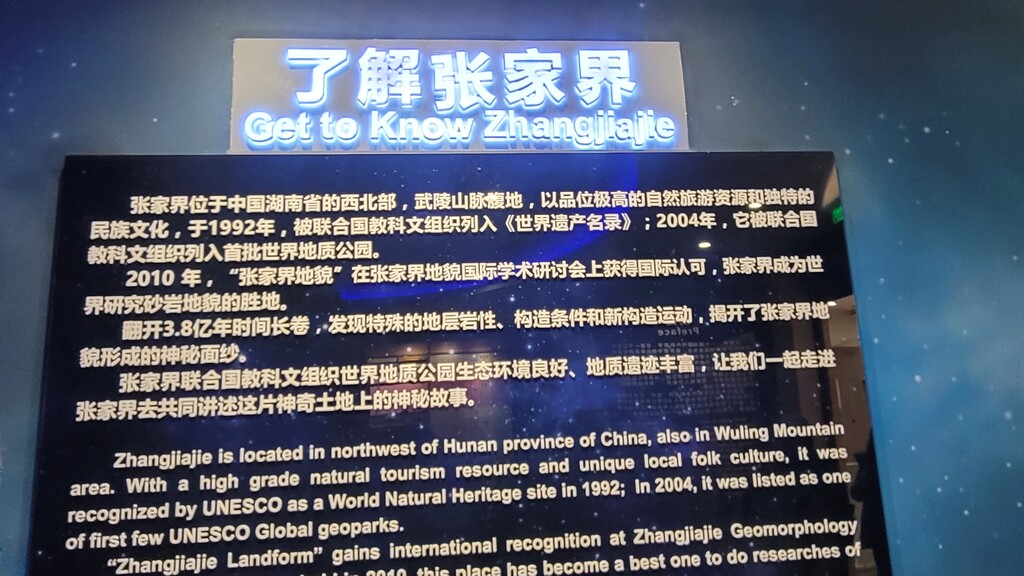 了解张家界
Get to Know Zhangjiajie
张家界位于中国湖南省的西北部，武陵山脉腹地，以品位极高的自然旅游资源和独特的
民族文化，于1992年，被联合国教科文组织列入《世界遗产名录》；2004年，它被联合国
教科文组织列入首批世界地质公园。
2010 年，“张家界地貌”在张家界地貌国际学术研讨会上获得国际认可，张家界成为世
界研究砂岩地貌的胜地。
翻开3.8亿年时间长卷，发现特殊的地层岩性、构造条件和新构造运动，揭开了张家界地
貌形成的神秘面纱。
张家界联合国教科文组织世界地质公园生态环境良好、地质遗迹丰富，让我们一起走进
张家界去共同讲述这片神奇土地上的神秘故事。
Zhangjiajie is located in northwest of Hunan province of China, also in Wuling Mountain
area. With a high grade natural tourism resource and unique local folk culture, it was
recognized by UNESCO as a World Natural Heritage site in 1992; In 2004, it was listed as one
of first few UNESCO Global geoparks.
“Zhangjiajie Landform” gains international recognition at Zhangjiajie Geomorphology
in 2010, this place has become a best one to do researches of